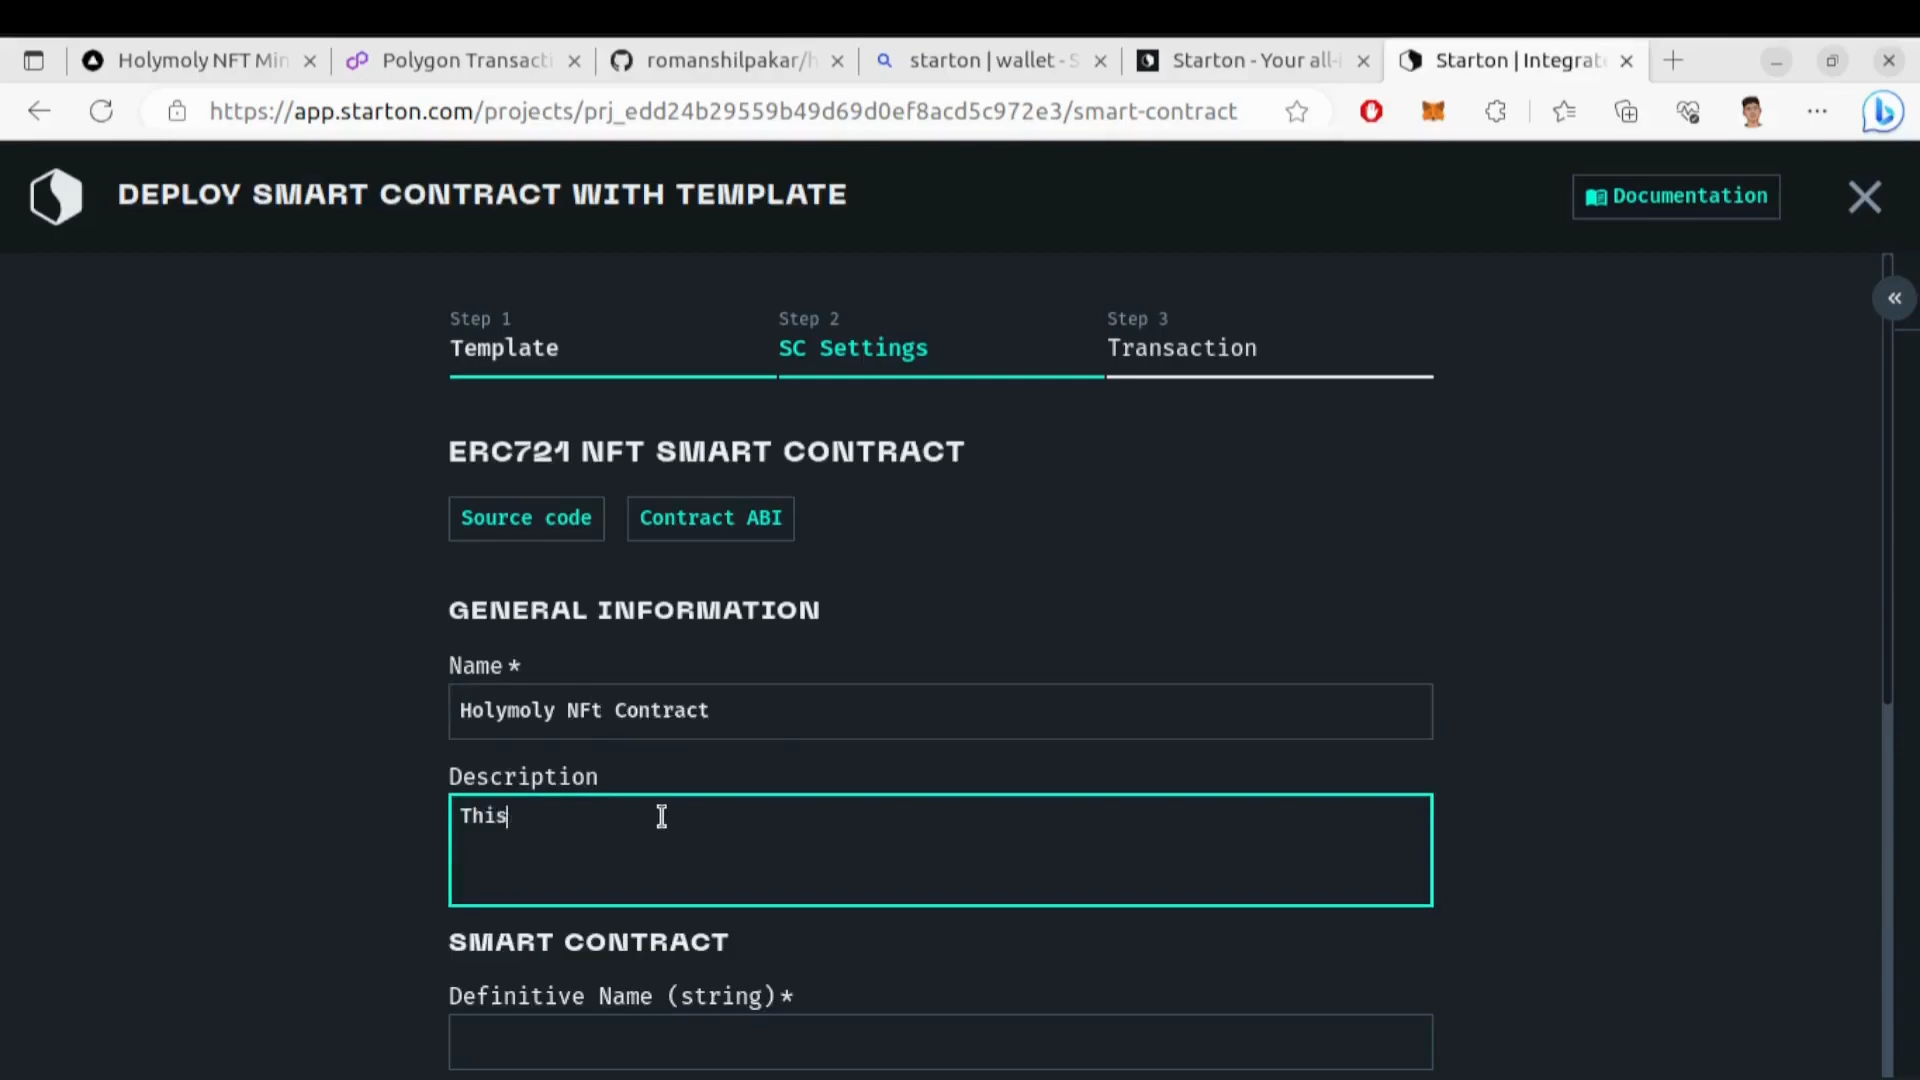 Holymoly NFT Min
Polygon Transacti
romanshilpakar/h
starton | wallet - S
Starton - Your all-i
Starton | Integrat
https://app.starton.com/projects/prj_edd24b29559b49d69d0ef8acd5c972e3/smart-contract
DEPLOY SMART CONTRACT WITH TEMPLATE
Documentation
Step 1
Template
Step 2
SC Settings
Step 3
Transaction
ERC721 NFT SMART CONTRACT
Source code
Contract ABI
GENERAL INFORMATION
Name *
Holymoly NFt Contract
Description
This
SMART CONTRACT
Definitive Name (string) *